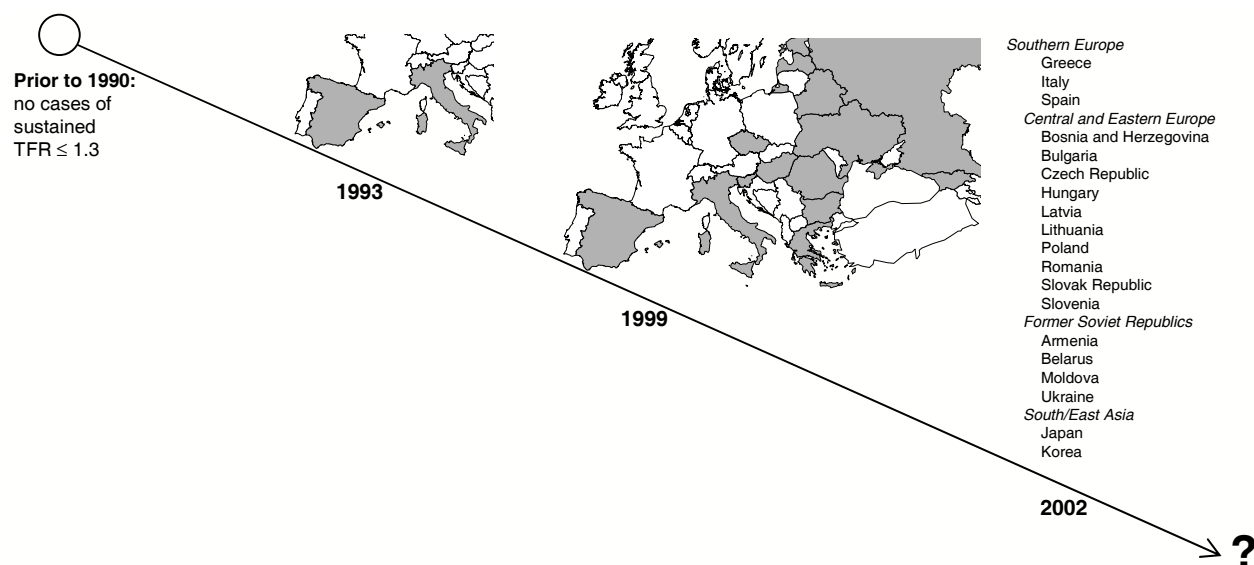 Prior to 1990:
no cases of
sustained
TFR ≤ 1.3
1993
1999
Southern Europe
Greece
Italy
Spain
Central and Eastern Europe
Bosnia and Herzegovina
Bulgaria
Czech Republic
Hungary
Latvia
Lithuania
Poland
Romania
Slovak Republic
Slovenia
Former Soviet Republics
Armenia
Belarus
Moldova
Ukraine
South/East Asia
Japan
Korea
2002
?